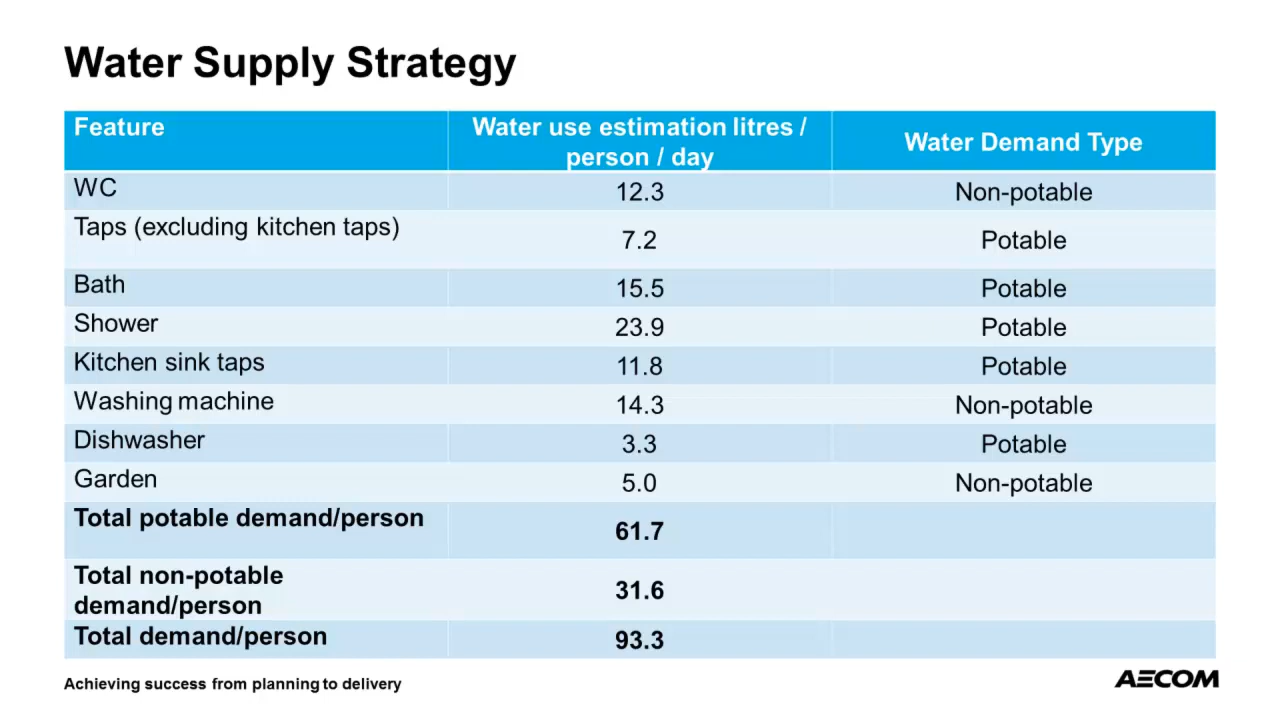 Water Supply Strategy
Feature
Water use estimation litres /
person / day
Water Demand Type
WC
12.3
Non-potable
Taps (excluding kitchen taps)
7.2
Potable
Bath
15.5
Potable
Shower
23.9
Potable
Kitchen sink taps
11.8
Potable
Washing machine
14.3
Non-potable
Dishwasher
3.3
Potable
Garden
5.0
Non-potable
Total potable demand/person
61.7
Total non-potable
demand/person
31.6
Total demand/person
93.3
Achieving success from planning to delivery
AECOM